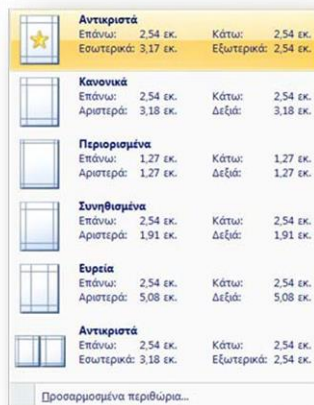 Αντικριστά
Επάνω: 2,54 εκ. Κάτω: 2,54 εκ.
Εσωτερικά: 3,17 εκ. Εξωτερικά: 2,54 εκ.
Κανονικά
Επάνω: 2,54 εκ. Κάτω: 2,54 εκ.
Αριστερά: 3,18 εκ. Δεξιά: 3,18 εκ.
Περιορισμένα
Επάνω: 1,27 εκ. Κάτω: 1,27 εκ.
Αριστερά: 1,27 εκ. Δεξιά: 1,27 εκ.
Συνηθισμένα
Επάνω: 2,54 εκ. Κάτω: 2,54 εκ.
Αριστερά: 1,91 εκ. Δεξιά: 1,91 εκ.
Ευρεία
Επάνω: 2,54 εκ. Κάτω: 2,54 εκ.
Αριστερά: 5,08 εκ. Δεξιά: 5,08 εκ.
Αντικριστά
Επάνω: 2,54 εκ. Κάτω: 2,54 εκ.
Εσωτερικά: 3,18 εκ. Εξωτερικά: 2,54 εκ.
Προσαρμοσμένα περιθώρια...